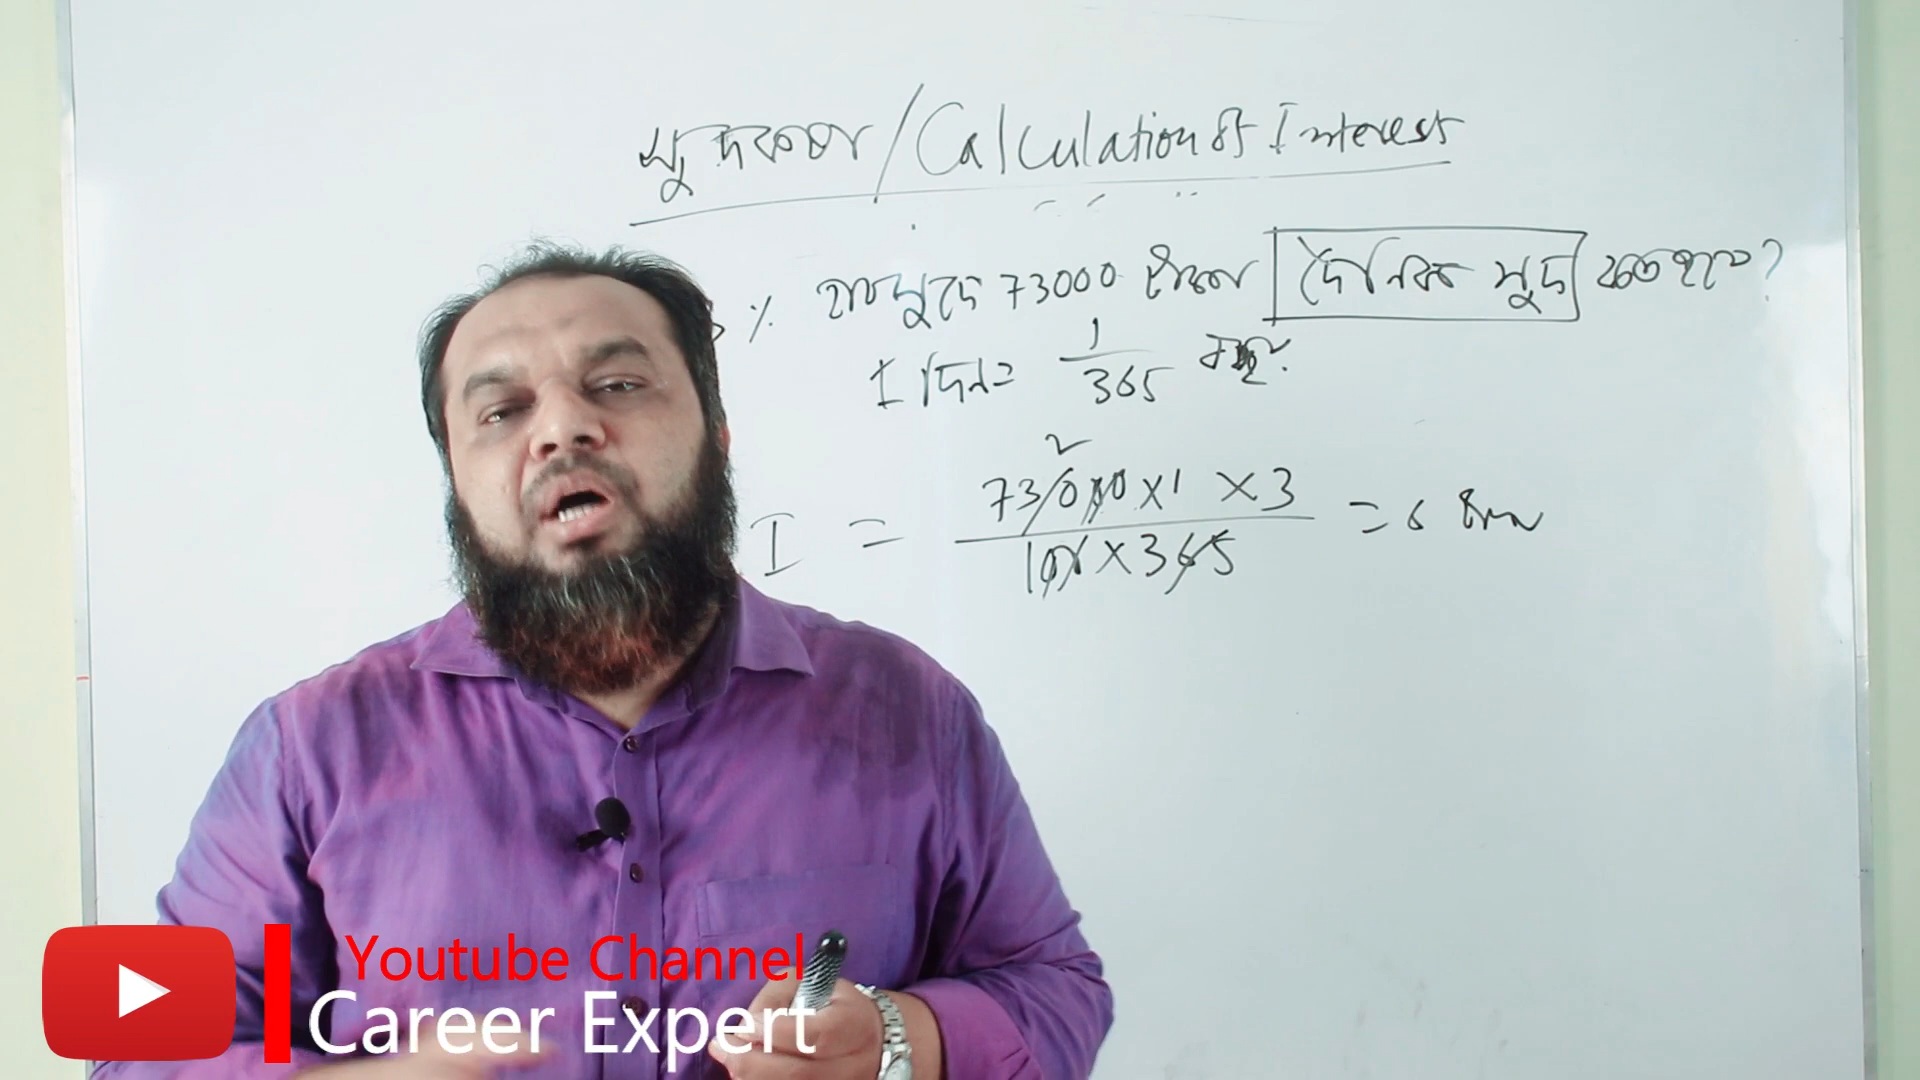 সুদকষা / Calculation of Interest
% হার সুদে 73000 টাকার দৈনিক সুদ কত হবে?
1 দিন = 1/365 বছর
2
I = 73000 × 1 × 3 / 100 × 365 = 6 টাকা
Youtube Channel
Career Expert